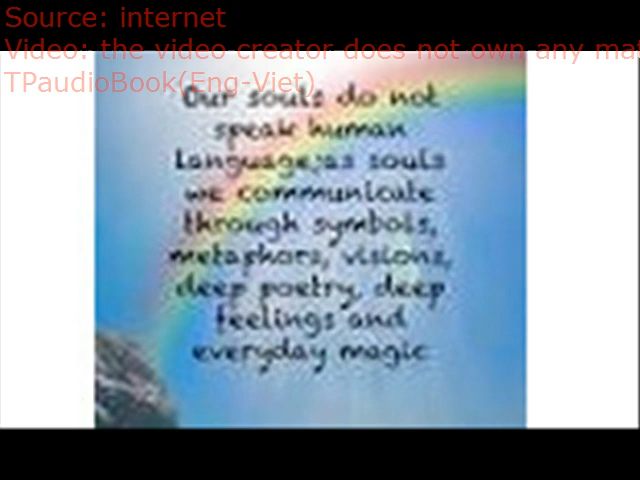 Source: internet
Video: the video creator does not own any mat
TPaudioBook(Eng-Viet)
Our souls do not
speak human
language;as souls
we communicate
through symbols,
metaphors, visions,
deep poetry, deep
feelings and
everyday magic